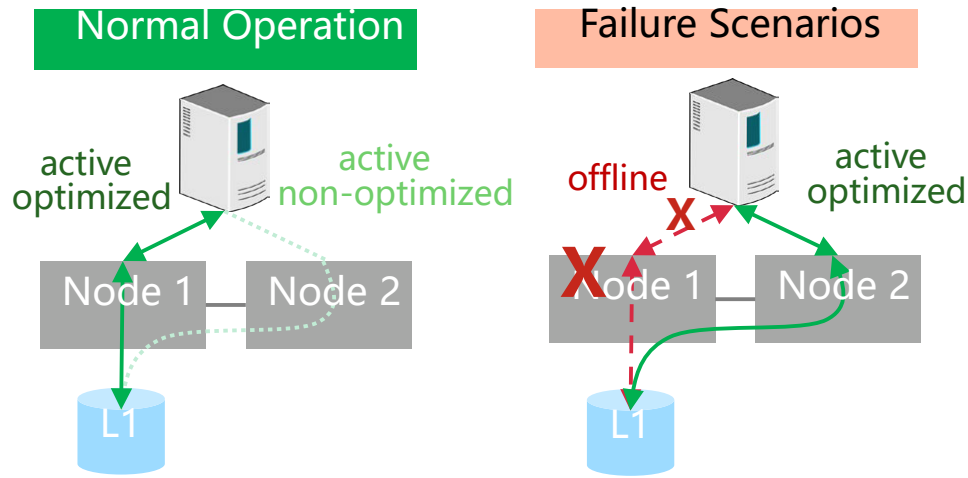 Normal Operation
active
optimized
active
non-optimized
Node 1
Node 2
L1
Failure Scenarios
offline
X
active
optimized
X
Node 1
Node 2
L1